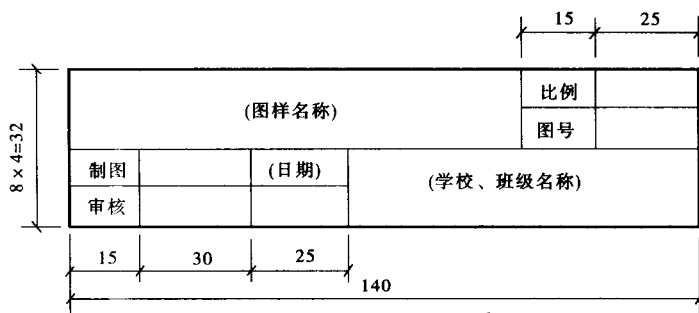 15 25
比例
(图样名称)
图号
8×4=32
制图 (日期)
(学校、班级名称)
审核
15 30 25
140